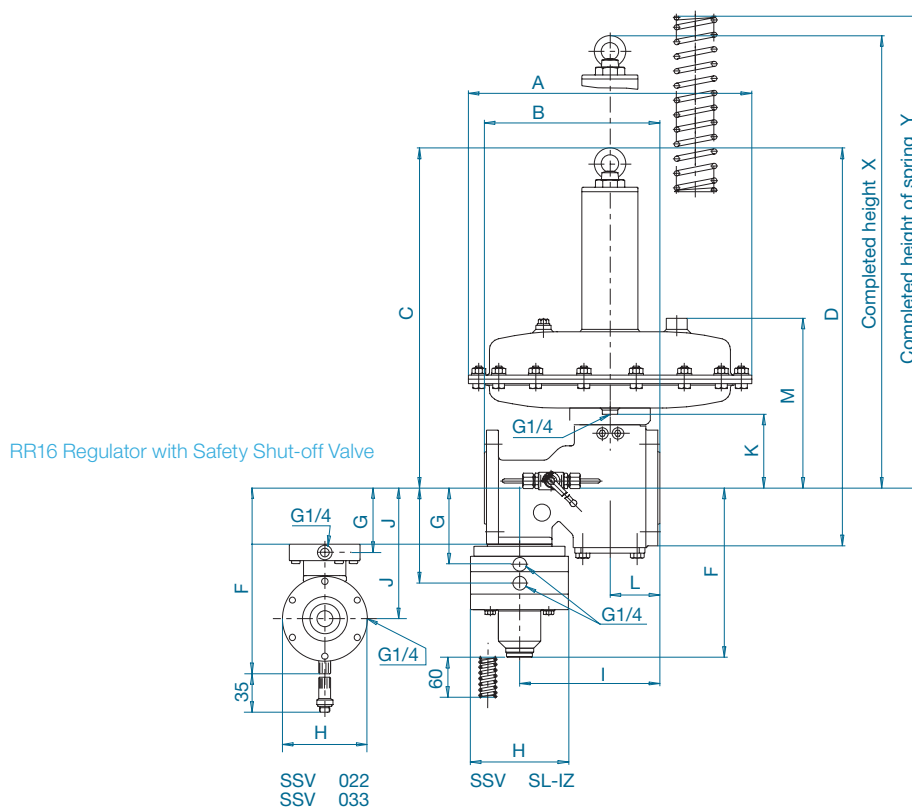 A
B
C
D
Completed height X
Completed height of spring Y
M
K
G1/4
RR16 Regulator with Safety Shut-off Valve
G1/4
G
J
G
F
J
F
L
G1/4
G1/4
35
60
I
H
H
SSV 022
SSV 033
SSV SL-IZ